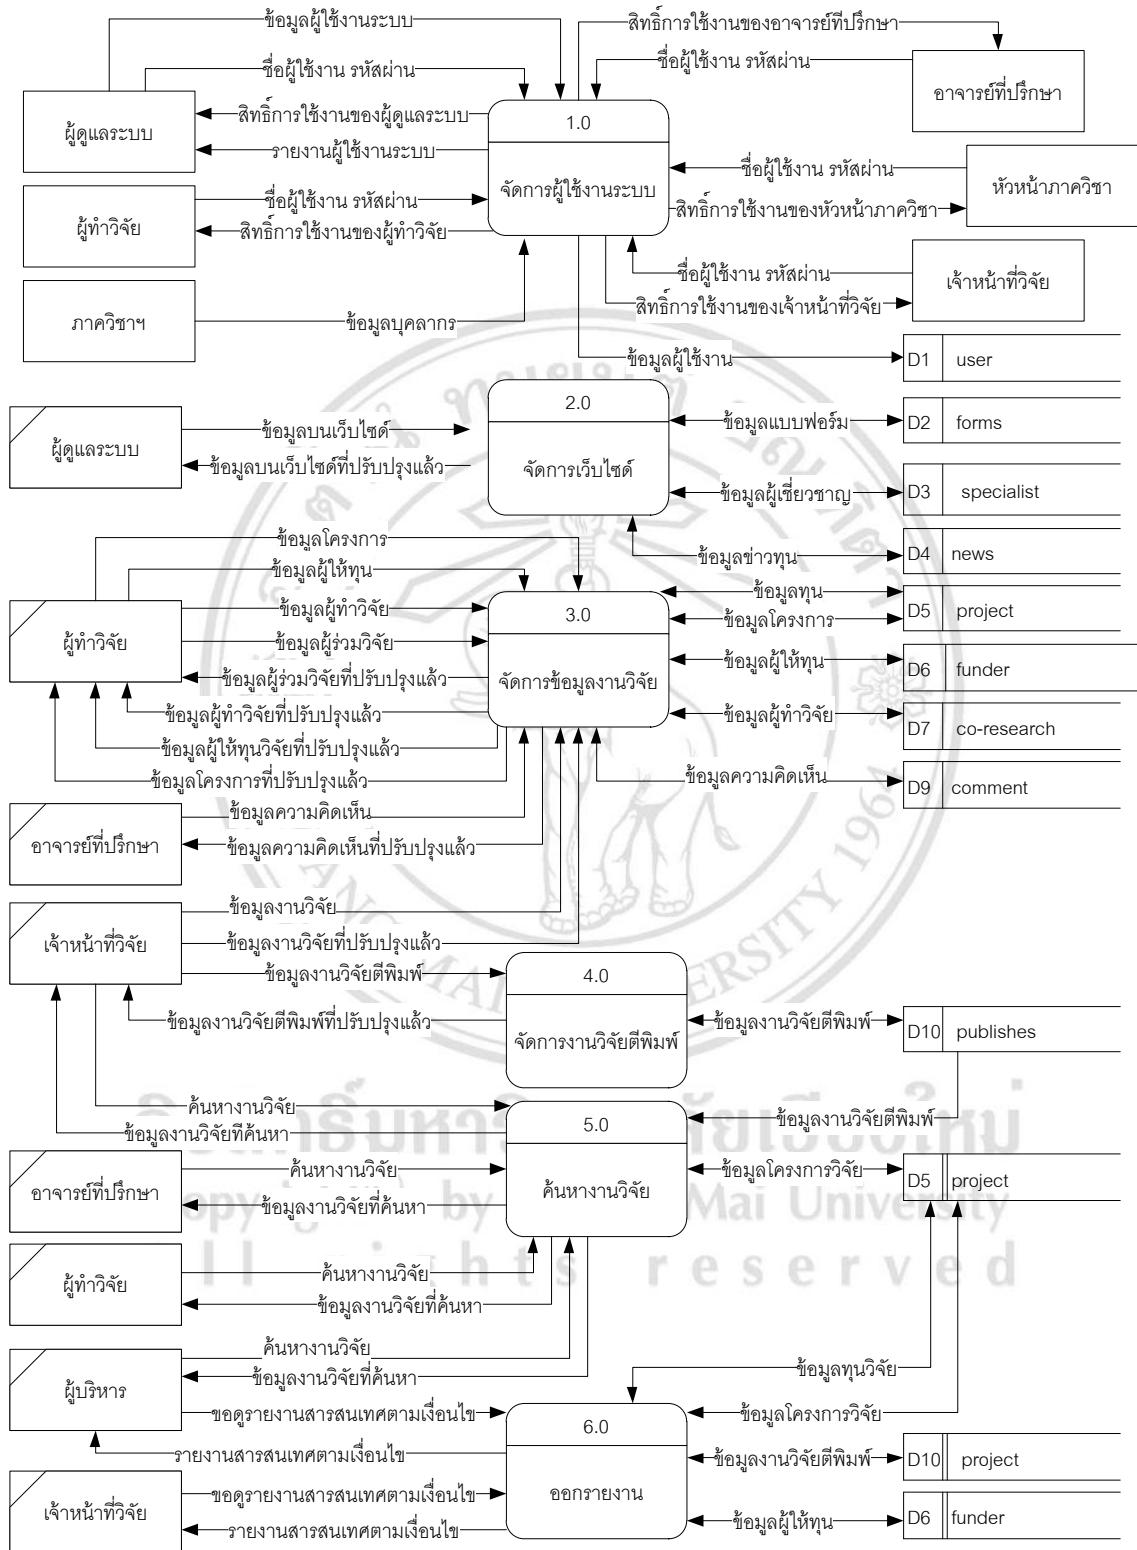 ข้อมูลผู้ใช้งานระบบ
สิทธิ์การใช้งานของอาจารย์ที่ปรึกษา
ชื่อผู้ใช้งาน รหัสผ่าน
ชื่อผู้ใช้งาน รหัสผ่าน
อาจารย์ที่ปรึกษา
ผู้ดูแลระบบ
สิทธิ์การใช้งานของผู้ดูแลระบบ
รายงานผู้ใช้งานระบบ
1.0
จัดการผู้ใช้งานระบบ
ชื่อผู้ใช้งาน รหัสผ่าน
สิทธิ์การใช้งานของหัวหน้าภาควิชา
หัวหน้าภาควิชา
ผู้ทำวิจัย
ชื่อผู้ใช้งาน รหัสผ่าน
สิทธิ์การใช้งานของผู้ทำวิจัย
ชื่อผู้ใช้งาน รหัสผ่าน
สิทธิ์การใช้งานของเจ้าหน้าที่วิจัย
เจ้าหน้าที่วิจัย
ภาควิชาฯ
ข้อมูลบุคลากร
ข้อมูลผู้ใช้งาน
D1 user
2.0
จัดการเว็บไซด์
ผู้ดูแลระบบ
ข้อมูลบนเว็บไซด์
ข้อมูลบนเว็บไซด์ที่ปรับปรุงแล้ว
ข้อมูลแบบฟอร์ม
D2 forms
ข้อมูลผู้เชี่ยวชาญ
D3 specialist
ข้อมูลข่าวทุน
D4 news
ข้อมูลโครงการ
ข้อมูลผู้ให้ทุน
ข้อมูลผู้ทำวิจัย
ข้อมูลผู้ร่วมวิจัย
ผู้ทำวิจัย
ข้อมูลผู้ร่วมวิจัยที่ปรับปรุงแล้ว
ข้อมูลผู้ทำวิจัยที่ปรับปรุงแล้ว
ข้อมูลผู้ให้ทุนวิจัยที่ปรับปรุงแล้ว
ข้อมูลโครงการที่ปรับปรุงแล้ว
3.0
จัดการข้อมูลงานวิจัย
ข้อมูลทุน
ข้อมูลโครงการ
D5 project
ข้อมูลผู้ให้ทุน
D6 funder
ข้อมูลผู้ทำวิจัย
D7 co-research
ข้อมูลความคิดเห็น
D9 comment
อาจารย์ที่ปรึกษา
ข้อมูลความคิดเห็น
ข้อมูลความคิดเห็นที่ปรับปรุงแล้ว
เจ้าหน้าที่วิจัย
ข้อมูลงานวิจัย
ข้อมูลงานวิจัยที่ปรับปรุงแล้ว
ข้อมูลงานวิจัยตีพิมพ์
ข้อมูลงานวิจัยตีพิมพ์ที่ปรับปรุงแล้ว
4.0
จัดการงานวิจัยตีพิมพ์
ข้อมูลงานวิจัยตีพิมพ์
D10 publishes
ค้นหางานวิจัย
ข้อมูลงานวิจัยที่ค้นหา
5.0
ค้นหางานวิจัย
ข้อมูลงานวิจัยตีพิมพ์
ข้อมูลโครงการวิจัย
D5 project
อาจารย์ที่ปรึกษา
ค้นหางานวิจัย
ข้อมูลงานวิจัยที่ค้นหา
ผู้ทำวิจัย
ค้นหางานวิจัย
ข้อมูลงานวิจัยที่ค้นหา
ผู้บริหาร
ค้นหางานวิจัย
ข้อมูลงานวิจัยที่ค้นหา
ขอดูรายงานสารสนเทศตามเงื่อนไข
รายงานสารสนเทศตามเงื่อนไข
6.0
ออกรายงาน
ข้อมูลทุนวิจัย
ข้อมูลโครงการวิจัย
ข้อมูลงานวิจัยตีพิมพ์
D10 project
เจ้าหน้าที่วิจัย
ขอดูรายงานสารสนเทศตามเงื่อนไข
รายงานสารสนเทศตามเงื่อนไข
ข้อมูลผู้ให้ทุน
D6 funder
by Mai University
reserved